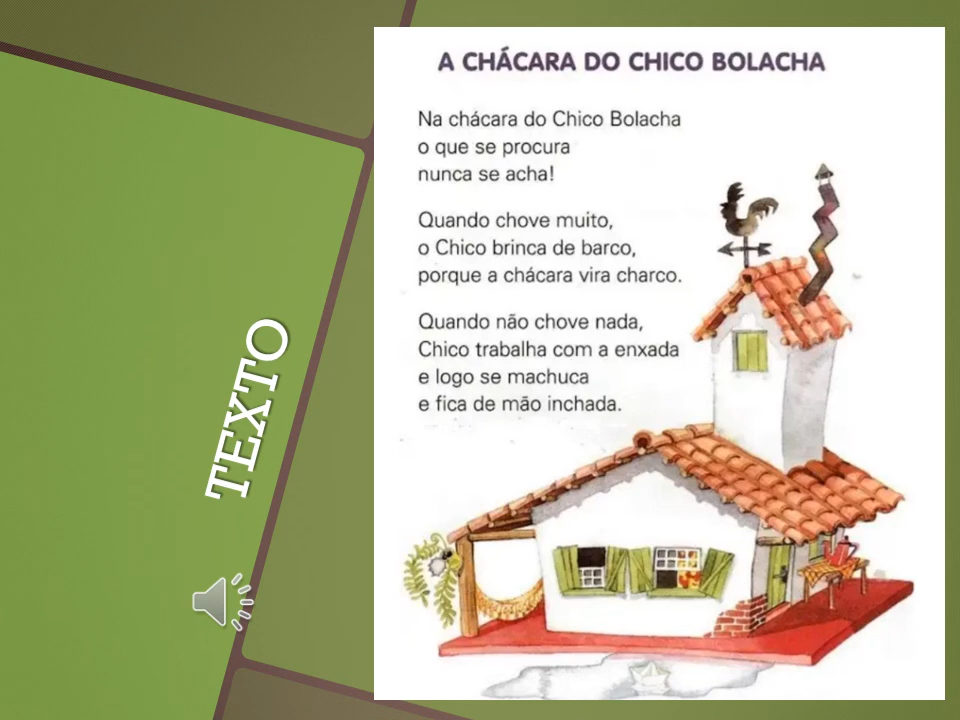 TEXTO
A CHÁCARA DO CHICO BOLACHA
Na chácara do Chico Bolacha
o que se procura
nunca se acha!
Quando chove muito,
o Chico brinca de barco,
porque a chácara vira charco.
Quando não chove nada,
Chico trabalha com a enxada
e logo se machuca
e fica de mão inchada.